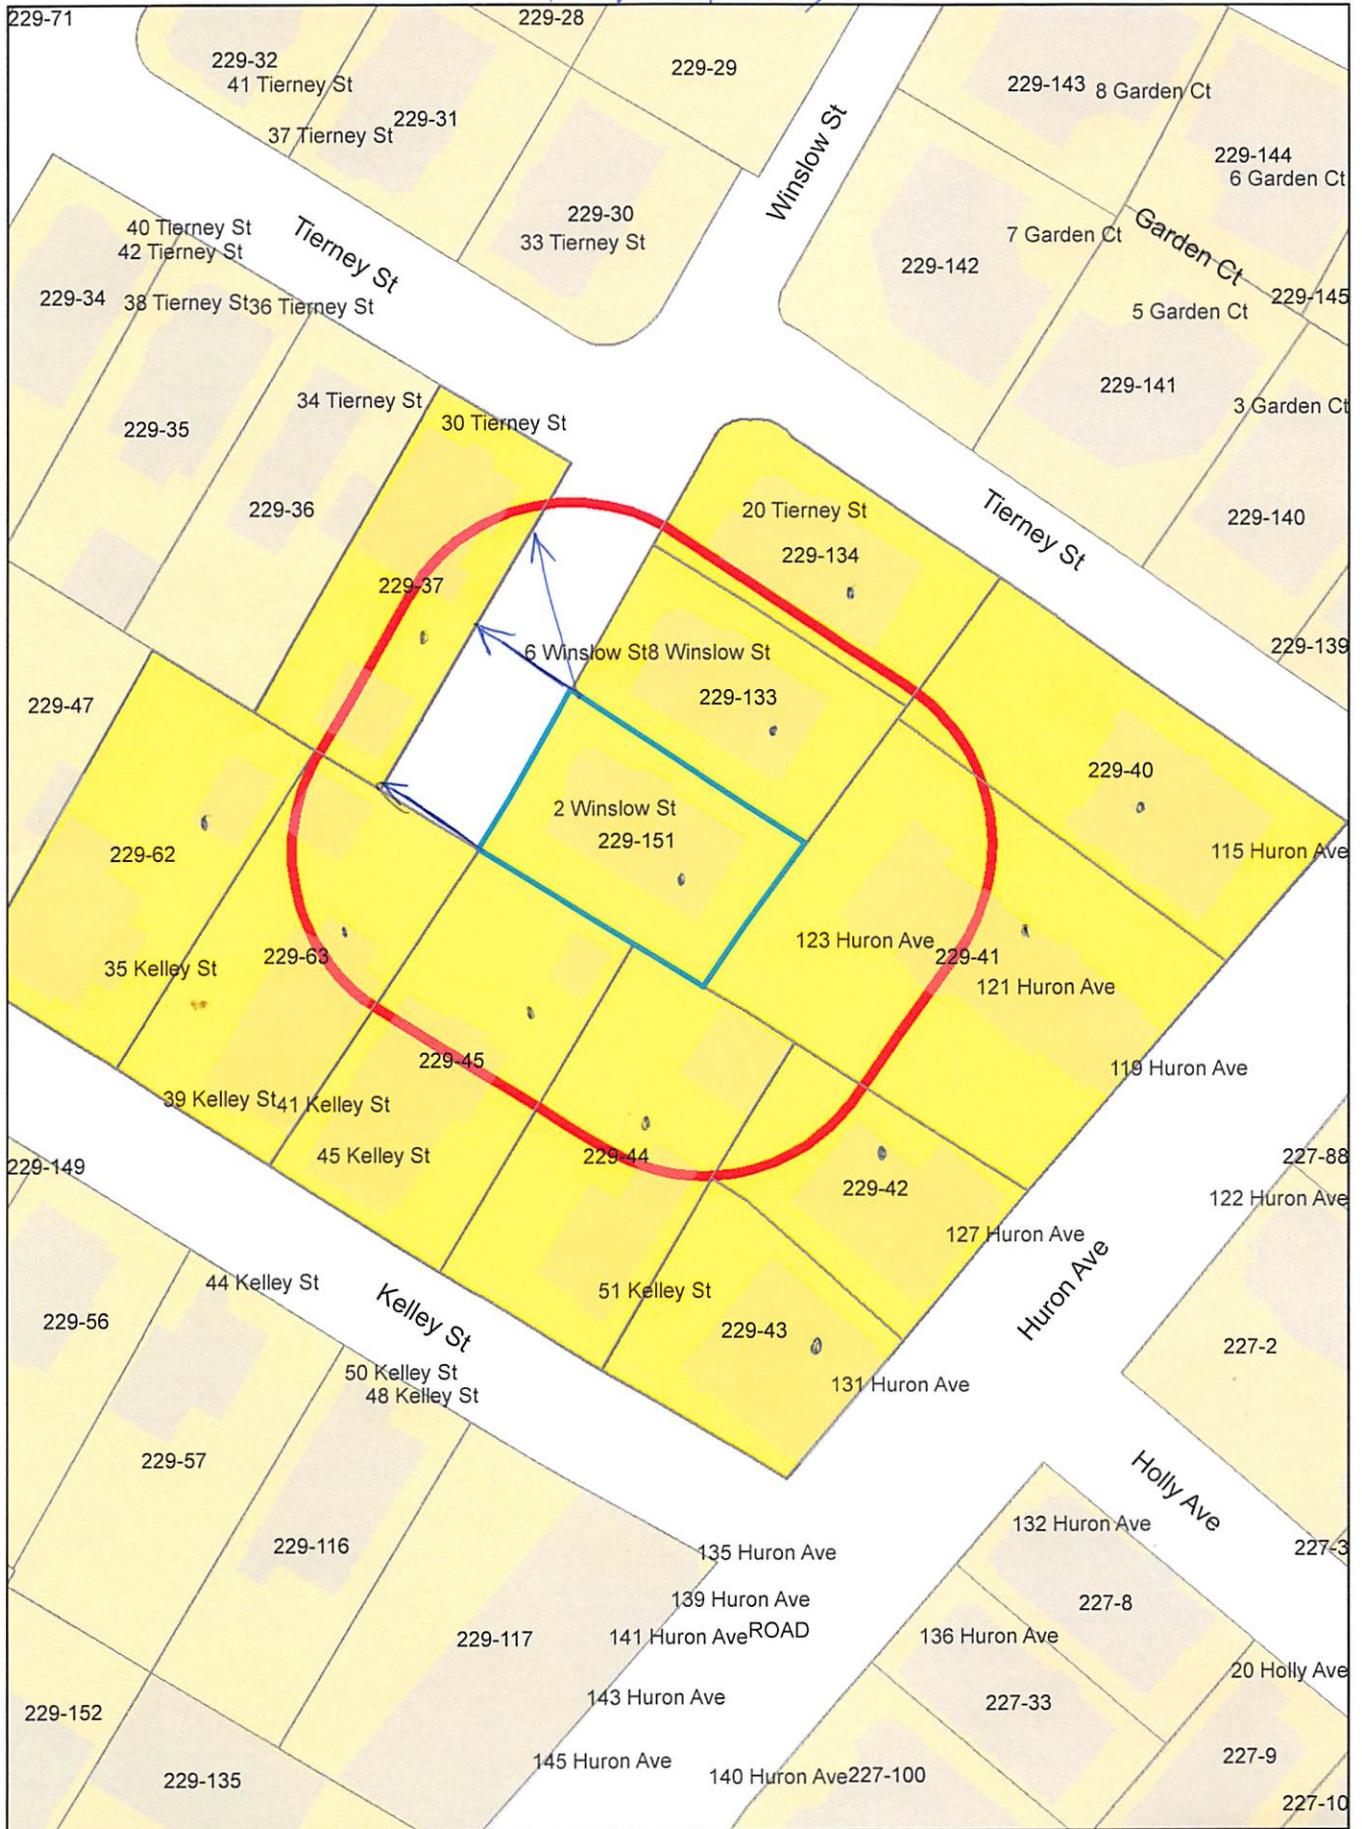 229-71
229-28
229-32
41 Tierney St
229-29
229-31
37 Tierney St
229-143
8 Garden Ct
Winslow St
229-144
6 Garden Ct
229-30
33 Tierney St
40 Tierney St
42 Tierney St
Tierney St
7 Garden Ct
Garden Ct
229-142
229-34
38 Tierney St
36 Tierney St
229-145
5 Garden Ct
229-141
34 Tierney St
30 Tierney St
3 Garden Ct
229-35
229-36
20 Tierney St
Tierney St
229-140
229-134
229-37
229-139
6 Winslow St
8 Winslow St
229-133
229-47
229-40
2 Winslow St
229-151
115 Huron Ave
229-62
123 Huron Ave
229-41
229-63
35 Kelley St
121 Huron Ave
229-45
119 Huron Ave
39 Kelley St
41 Kelley St
45 Kelley St
229-44
229-149
227-88
229-42
122 Huron Ave
127 Huron Ave
44 Kelley St
51 Kelley St
Huron Ave
Kelley St
229-56
229-43
227-2
50 Kelley St
48 Kelley St
131 Huron Ave
229-57
Holly Ave
132 Huron Ave
229-116
135 Huron Ave
227-3
139 Huron Ave
227-8
141 Huron Ave
ROAD
229-117
136 Huron Ave
20 Holly Ave
143 Huron Ave
227-33
229-152
145 Huron Ave
227-9
229-135
140 Huron Ave
227-100
227-10